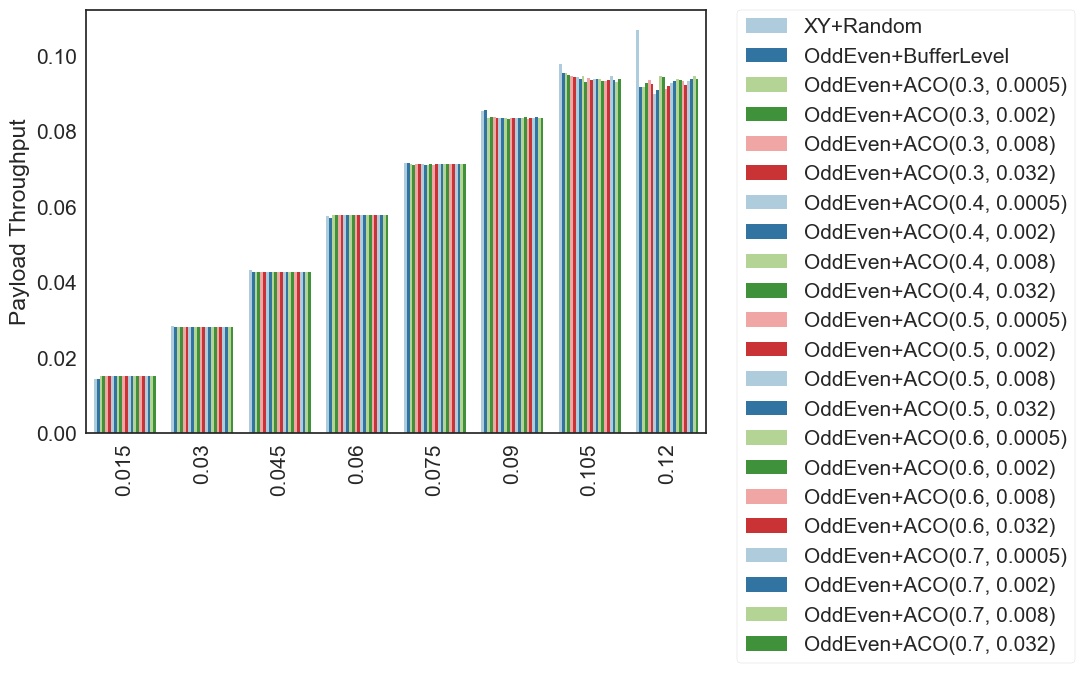 Payload Throughput
0.10
0.08
0.06
0.04
0.02
0.00
0.015
0.03
0.045
0.06
0.075
0.09
0.105
0.12
XY+Random
OddEven+BufferLevel
OddEven+ACO(0.3, 0.0005)
OddEven+ACO(0.3, 0.002)
OddEven+ACO(0.3, 0.008)
OddEven+ACO(0.3, 0.032)
OddEven+ACO(0.4, 0.0005)
OddEven+ACO(0.4, 0.002)
OddEven+ACO(0.4, 0.008)
OddEven+ACO(0.4, 0.032)
OddEven+ACO(0.5, 0.0005)
OddEven+ACO(0.5, 0.002)
OddEven+ACO(0.5, 0.008)
OddEven+ACO(0.5, 0.032)
OddEven+ACO(0.6, 0.0005)
OddEven+ACO(0.6, 0.002)
OddEven+ACO(0.6, 0.008)
OddEven+ACO(0.6, 0.032)
OddEven+ACO(0.7, 0.0005)
OddEven+ACO(0.7, 0.002)
OddEven+ACO(0.7, 0.008)
OddEven+ACO(0.7, 0.032)